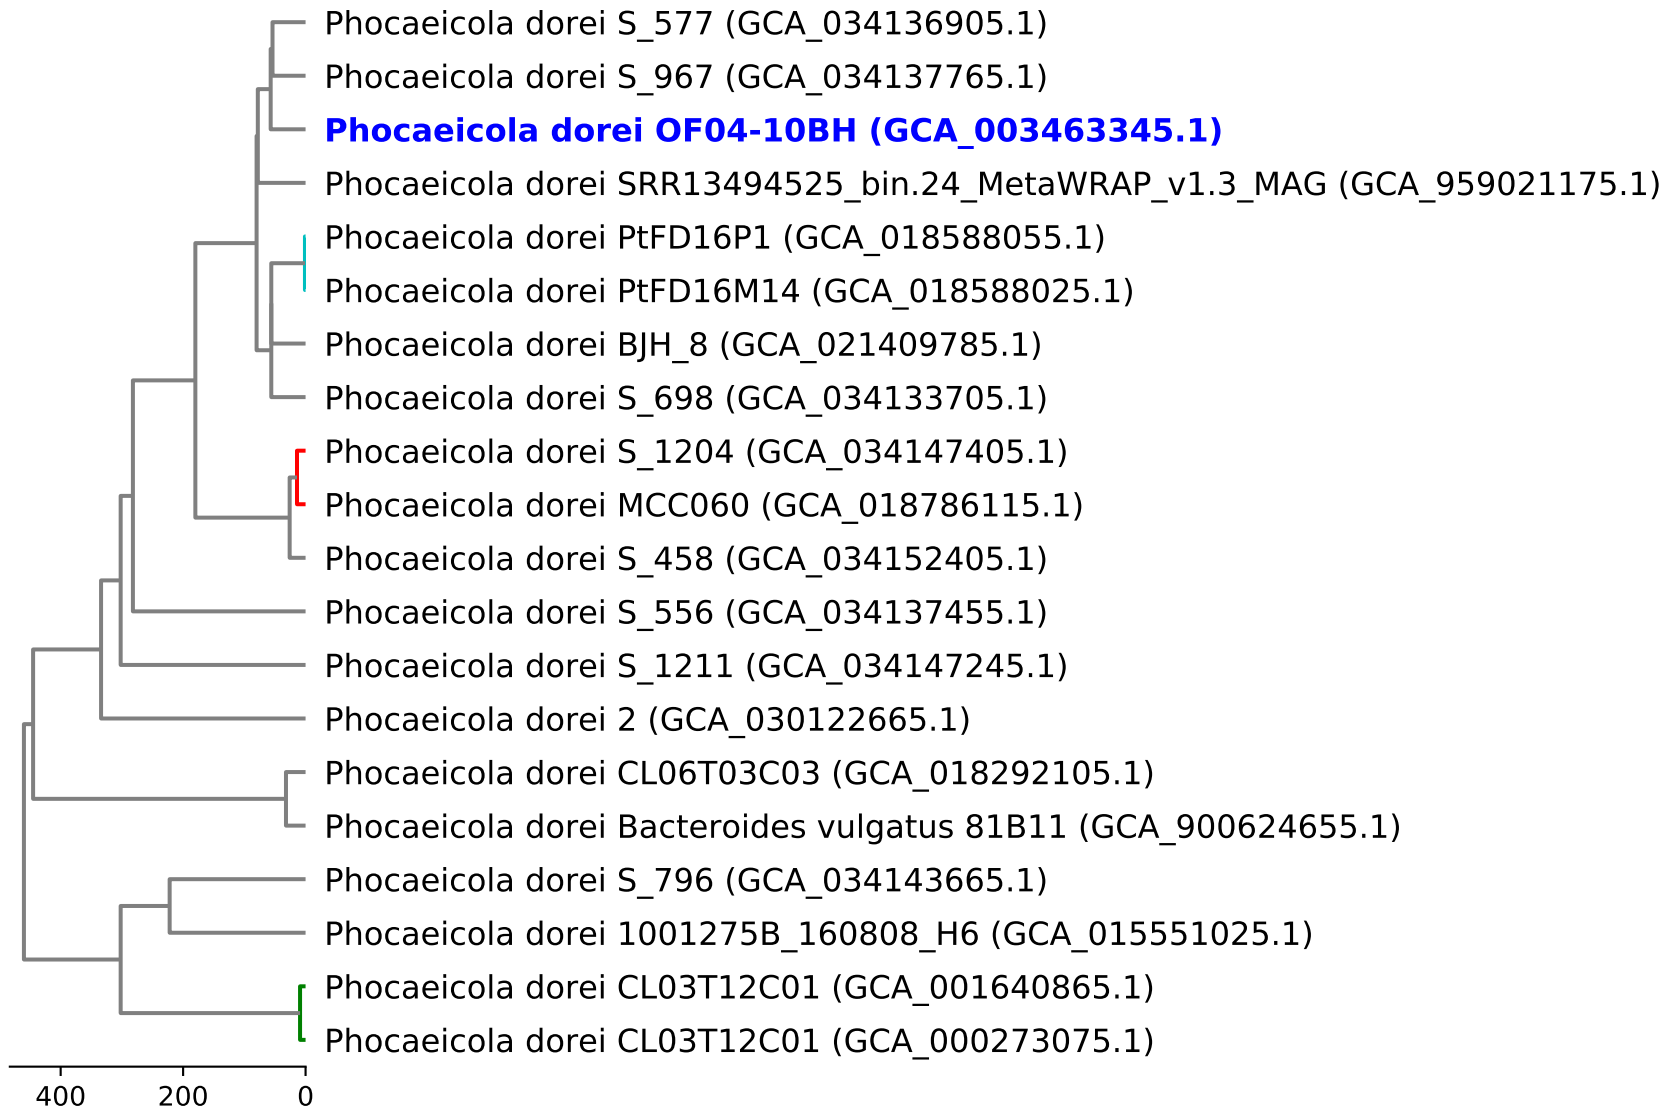 Phocaeicola dorei S_577 (GCA_034136905.1)
Phocaeicola dorei S_967 (GCA_034137765.1)
Phocaeicola dorei OF04-10BH (GCA_003463345.1)
Phocaeicola dorei SRR13494525_bin.24_MetaWRAP_v1.3_MAG (GCA_959021175.1)
Phocaeicola dorei PtFD16P1 (GCA_018588055.1)
Phocaeicola dorei PtFD16M14 (GCA_018588025.1)
Phocaeicola dorei BJH_8 (GCA_021409785.1)
Phocaeicola dorei S_698 (GCA_034133705.1)
Phocaeicola dorei S_1204 (GCA_034147405.1)
Phocaeicola dorei MCC060 (GCA_018786115.1)
Phocaeicola dorei S_458 (GCA_034152405.1)
Phocaeicola dorei S_556 (GCA_034137455.1)
Phocaeicola dorei S_1211 (GCA_034147245.1)
Phocaeicola dorei 2 (GCA_030122665.1)
Phocaeicola dorei CL06T03C03 (GCA_018292105.1)
Phocaeicola dorei Bacteroides vulgatus 81B11 (GCA_900624655.1)
Phocaeicola dorei S_796 (GCA_034143665.1)
Phocaeicola dorei 1001275B_160808_H6 (GCA_015551025.1)
Phocaeicola dorei CL03T12C01 (GCA_001640865.1)
Phocaeicola dorei CL03T12C01 (GCA_000273075.1)
400 200 0